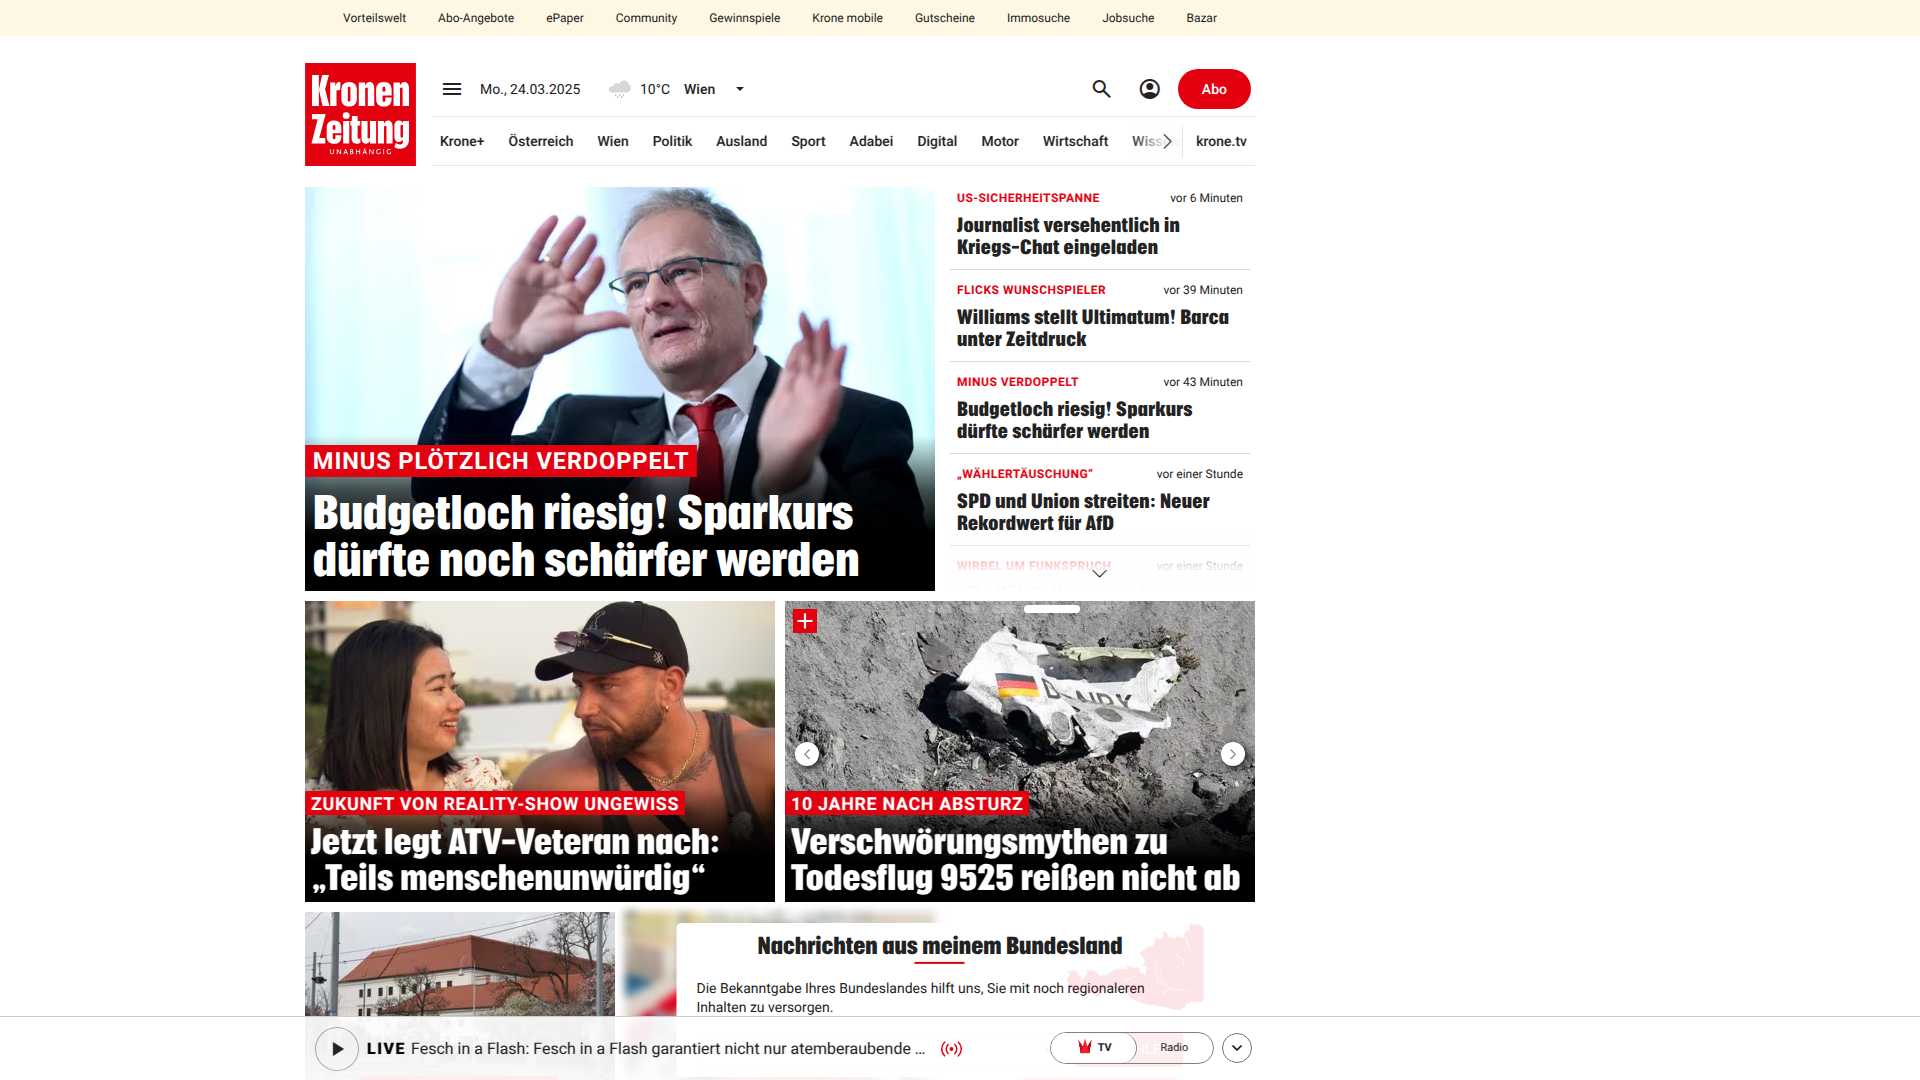 Vorteilswelt Abo-Angebote ePaper Community Gewinnspiele Krone mobile Gutscheine Immosuche Jobsuche Bazar
Kronen
Zeitung
UNABHÄNGIG
Mo., 24.03.2025 10°C Wien
Abo
Krone+ Österreich Wien Politik Ausland Sport Adabei Digital Motor Wirtschaft Wiss krone.tv
MINUS PLÖTZLICH VERDOPPELT
Budgetloch riesig! Sparkurs
dürfte noch schärfer werden
US-SICHERHEITSPANNE vor 6 Minuten
Journalist versehentlich in
Kriegs-Chat eingeladen
FLICKS WUNSCHSPIELER vor 39 Minuten
Williams stellt Ultimatum! Barca
unter Zeitdruck
MINUS VERDOPPELT vor 43 Minuten
Budgetloch riesig! Sparkurs
dürfte schärfer werden
„WÄHLERTÄUSCHUNG“ vor einer Stunde
SPD und Union streiten: Neuer
Rekordwert für AfD
WIRBEL UM FUNKSPRUCH vor einer Stunde
ZUKUNFT VON REALITY-SHOW UNGEWISS
Jetzt legt ATV-Veteran nach:
„Teils menschenunwürdig“
D-AIPX
10 JAHRE NACH ABSTURZ
Verschwörungsmythen zu
Todesflug 9525 reißen nicht ab
Nachrichten aus meinem Bundesland
Die Bekanntgabe Ihres Bundeslandes hilft uns, Sie mit noch regionaleren
Inhalten zu versorgen.
LIVE Fesch in a Flash: Fesch in a Flash garantiert nicht nur atemberaubende ...
TV Radio